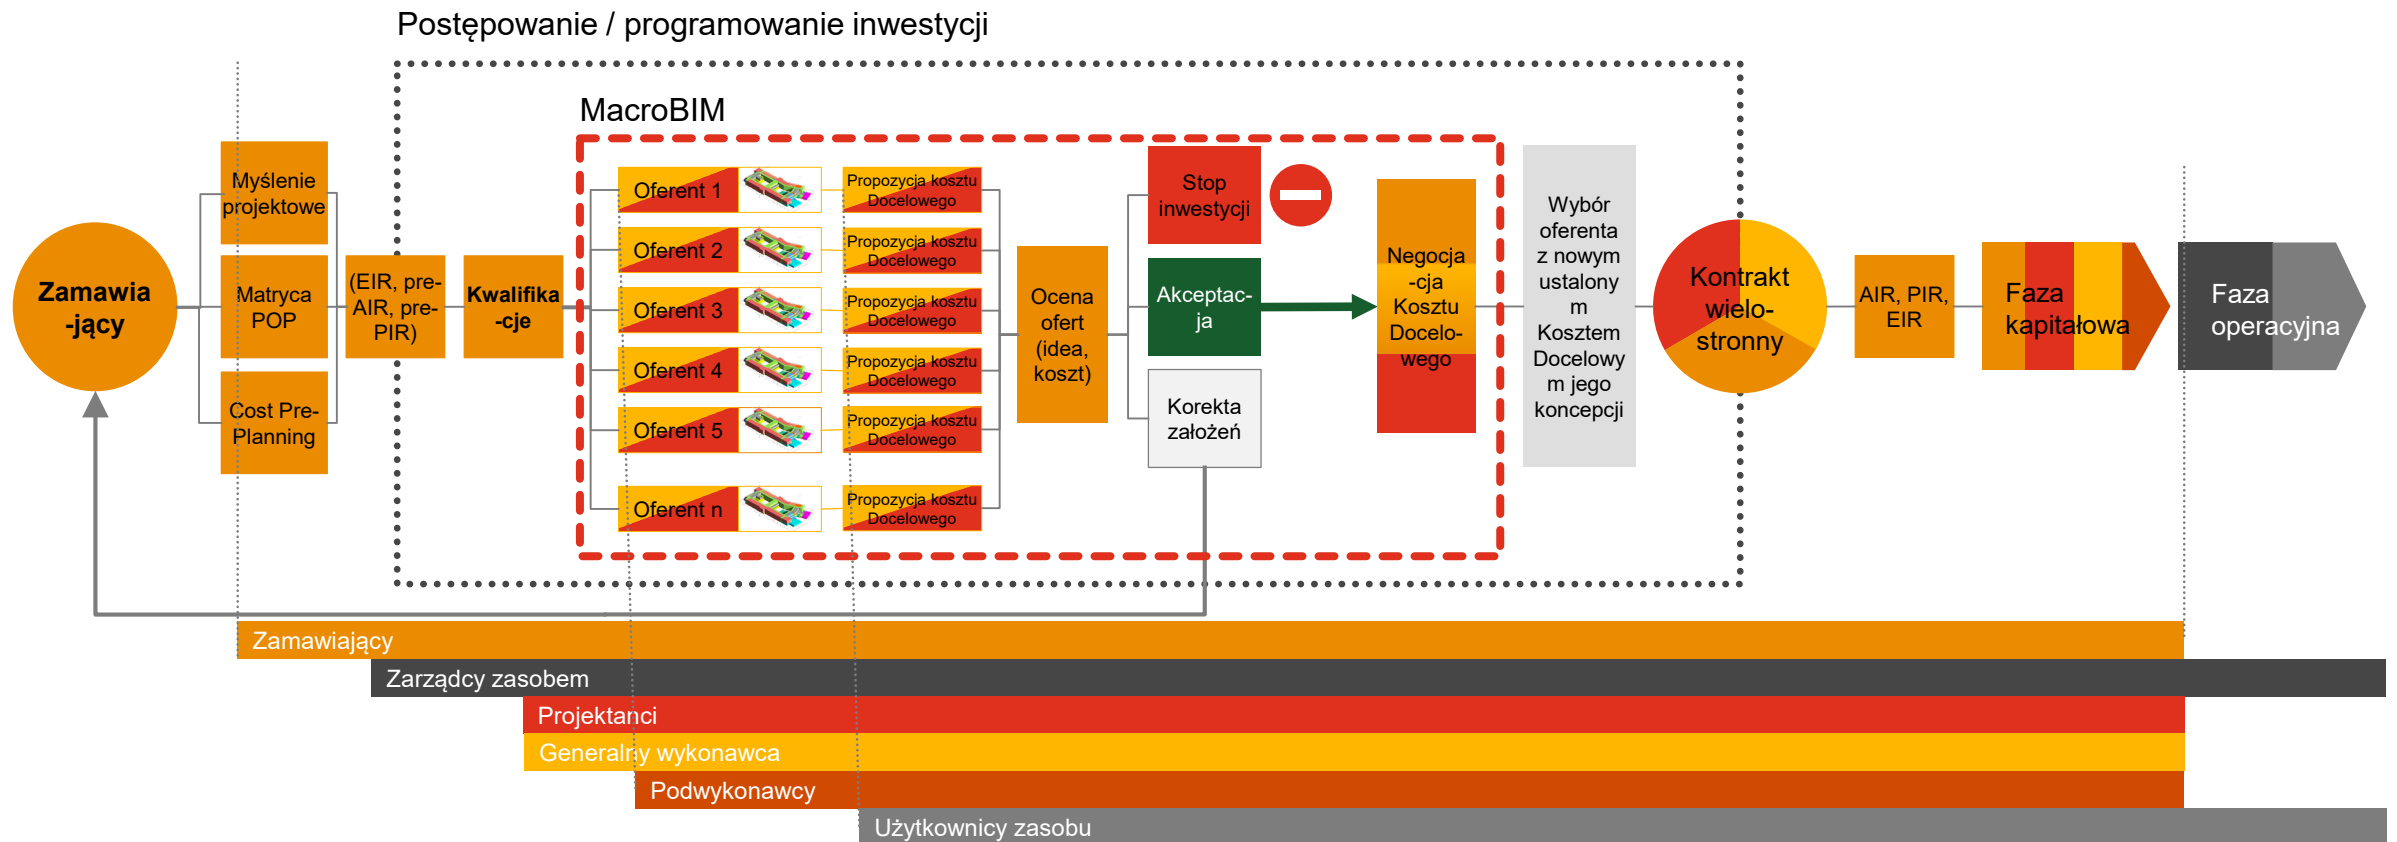 Postępowanie / programowanie inwestycji
MacroBIM
Zamawia
-jący
Myślenie
projektowe
Matryca
POP
Cost Pre-
Planning
(EIR, pre-
AIR, pre-
PIR)
Kwalifika
-cje
Oferent 1
Propozycja kosztu
Docelowego
Oferent 2
Propozycja kosztu
Docelowego
Oferent 3
Propozycja kosztu
Docelowego
Oferent 4
Propozycja kosztu
Docelowego
Oferent 5
Propozycja kosztu
Docelowego
Oferent n
Propozycja kosztu
Docelowego
Ocena
ofert
(idea,
koszt)
Stop
inwestycji
Akceptac-
ja
Korekta
założeń
Negocja
-cja
Kosztu
Docelo-
wego
Wybór
oferenta
z nowym
ustalony
m
Kosztem
Docelowy
m jego
koncepcji
Kontrakt
wielo-
stronny
AIR, PIR,
EIR
Faza
kapitałowa
Faza
operacyjna
Zamawiający
Zarządcy zasobem
Projektanci
Generalny wykonawca
Podwykonawcy
Użytkownicy zasobu